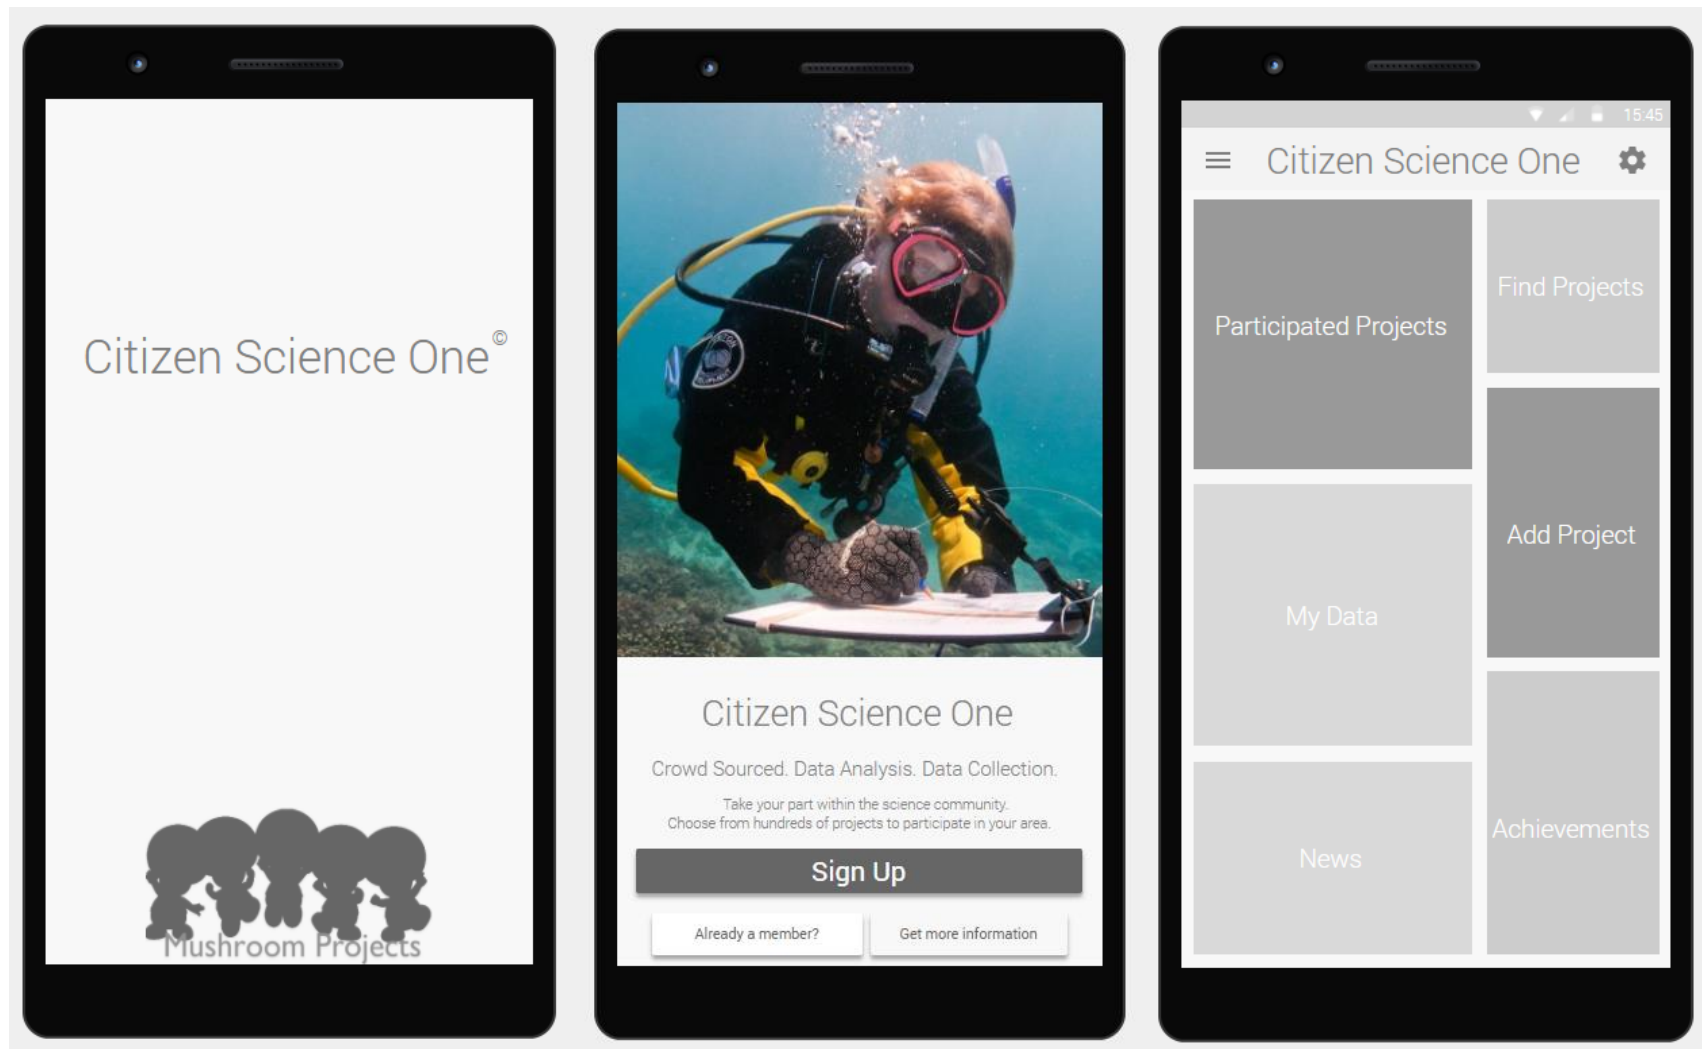 Citizen Science One©
Mushroom Projects
Citizen Science One
Crowd Sourced. Data Analysis. Data Collection.
Take your part within the science community.
Choose from hundreds of projects to participate in your area.
Sign Up
Already a member?
Get more information
15:45
Citizen Science One
Participated Projects
Find Projects
Add Project
My Data
Achievements
News